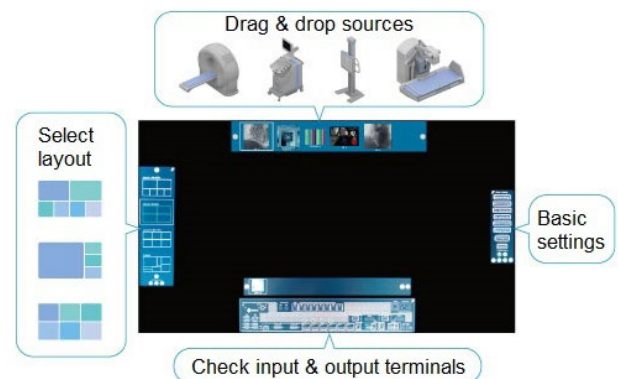 Drag & drop sources
Select
layout
Basic
settings
Check input & output terminals